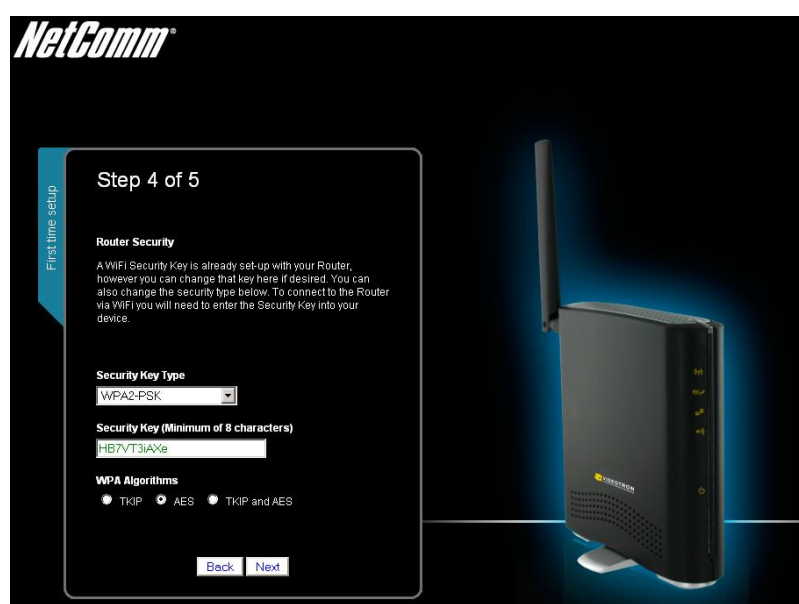 NetComm®
First time setup
Step 4 of 5
Router Security
A WiFi Security Key is already set-up with your Router,
however you can change that key here if desired. You can
also change the security type below. To connect to the Router
via WiFi you will need to enter the Security Key into your
device.
Security Key Type
WPA2-PSK
Security Key (Minimum of 8 characters)
HB7VT3iAXe
WPA Algorithms
TKIP AES TKIP and AES
Back Next
VIDEOTRON